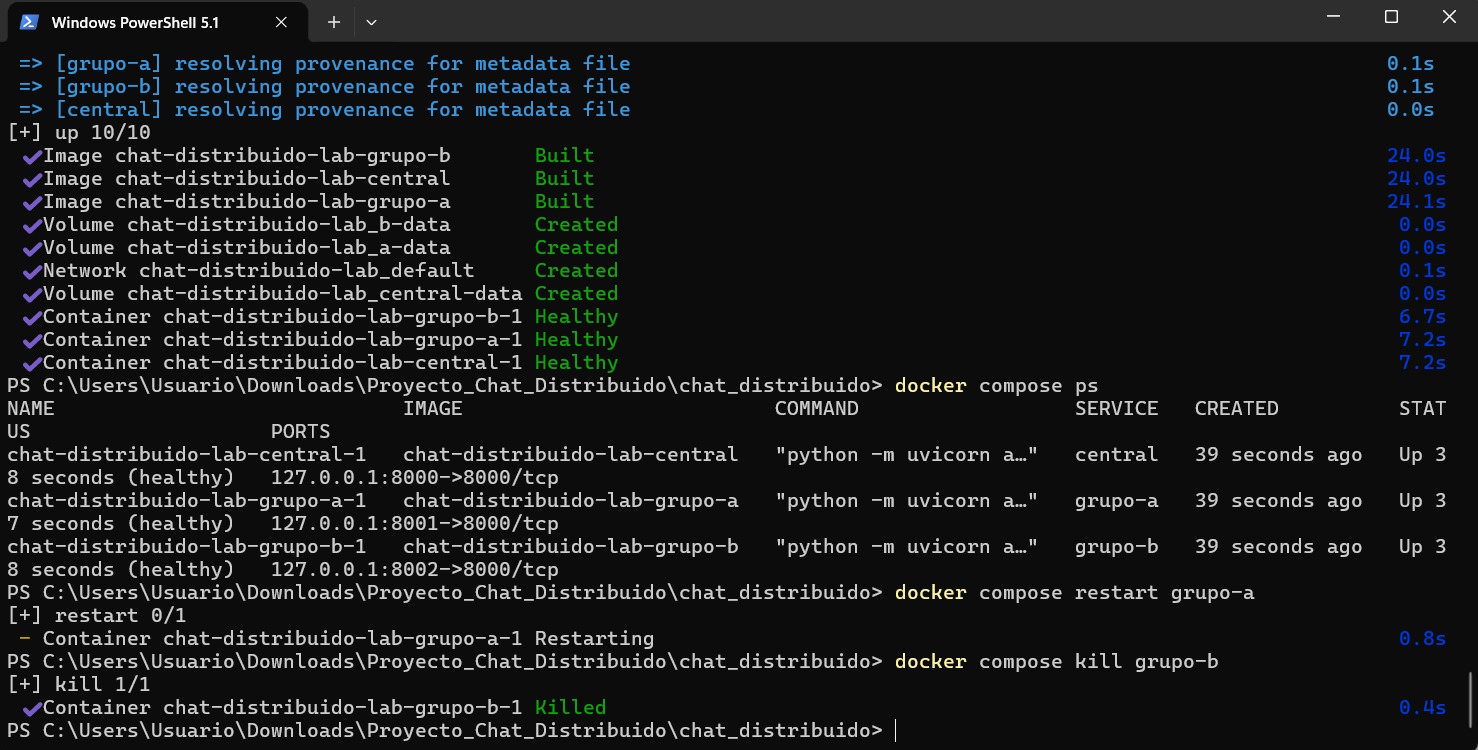 Windows PowerShell 5.1
=> [grupo-a] resolving provenance for metadata file 0.1s
=> [grupo-b] resolving provenance for metadata file 0.1s
=> [central] resolving provenance for metadata file 0.0s
[+] up 10/10
✔Image chat-distribuido-lab-grupo-b Built 24.0s
✔Image chat-distribuido-lab-central Built 24.0s
✔Image chat-distribuido-lab-grupo-a Built 24.1s
✔Volume chat-distribuido-lab_b-data Created 0.0s
✔Volume chat-distribuido-lab_a-data Created 0.0s
✔Network chat-distribuido-lab_default Created 0.1s
✔Volume chat-distribuido-lab_central-data Created 0.0s
✔Container chat-distribuido-lab-grupo-b-1 Healthy 6.7s
✔Container chat-distribuido-lab-grupo-a-1 Healthy 7.2s
✔Container chat-distribuido-lab-central-1 Healthy 7.2s
PS C:\Users\Usuario\Downloads\Proyecto_Chat_Distribuido\chat_distribuido> docker compose ps
NAME IMAGE COMMAND SERVICE CREATED STAT
US PORTS
chat-distribuido-lab-central-1 chat-distribuido-lab-central "python -m uvicorn a…" central 39 seconds ago Up 3
8 seconds (healthy) 127.0.0.1:8000->8000/tcp
chat-distribuido-lab-grupo-a-1 chat-distribuido-lab-grupo-a "python -m uvicorn a…" grupo-a 39 seconds ago Up 3
7 seconds (healthy) 127.0.0.1:8001->8000/tcp
chat-distribuido-lab-grupo-b-1 chat-distribuido-lab-grupo-b "python -m uvicorn a…" grupo-b 39 seconds ago Up 3
8 seconds (healthy) 127.0.0.1:8002->8000/tcp
PS C:\Users\Usuario\Downloads\Proyecto_Chat_Distribuido\chat_distribuido> docker compose restart grupo-a
[+] restart 0/1
- Container chat-distribuido-lab-grupo-a-1 Restarting 0.8s
PS C:\Users\Usuario\Downloads\Proyecto_Chat_Distribuido\chat_distribuido> docker compose kill grupo-b
[+] kill 1/1
✔Container chat-distribuido-lab-grupo-b-1 Killed 0.4s
PS C:\Users\Usuario\Downloads\Proyecto_Chat_Distribuido\chat_distribuido>